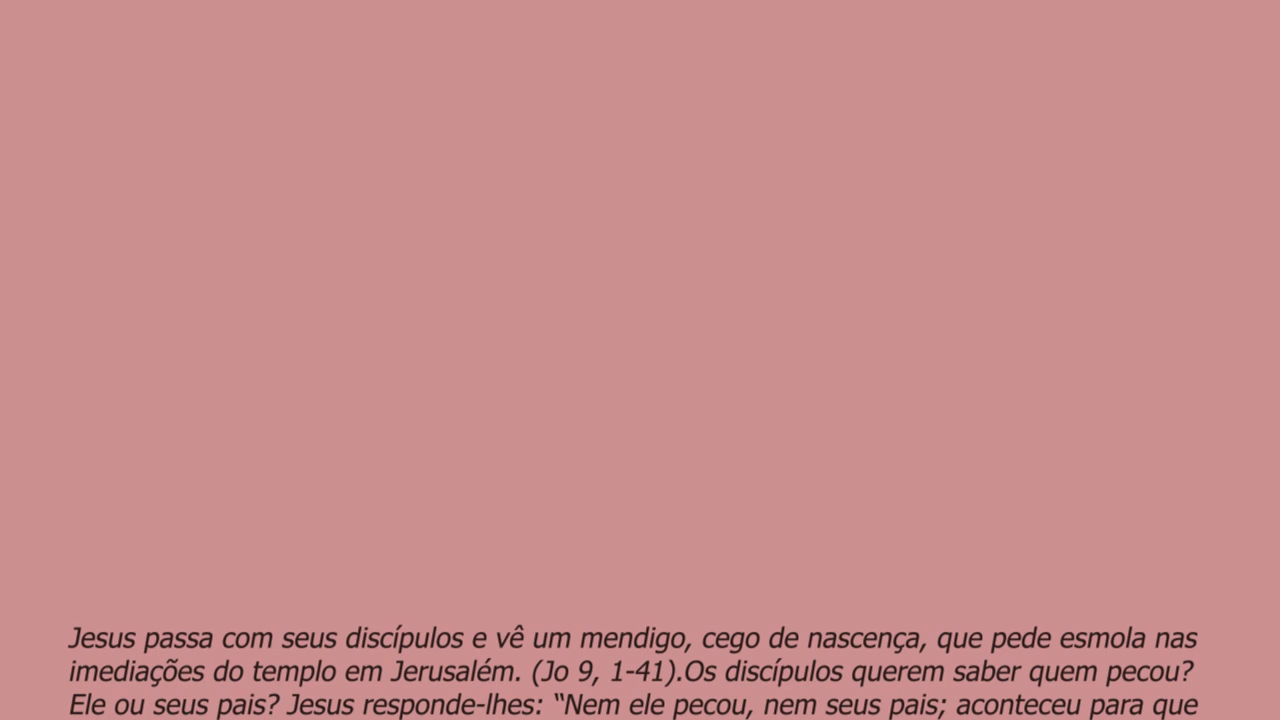 Jesus passa com seus discípulos e vê um mendigo, cego de nascença, que pede esmola nas
imediações do templo em Jerusalém. (Jo 9, 1-41).Os discípulos querem saber quem pecou?
Ele ou seus pais? Jesus responde-lhes: “Nem ele pecou, nem seus pais; aconteceu para que